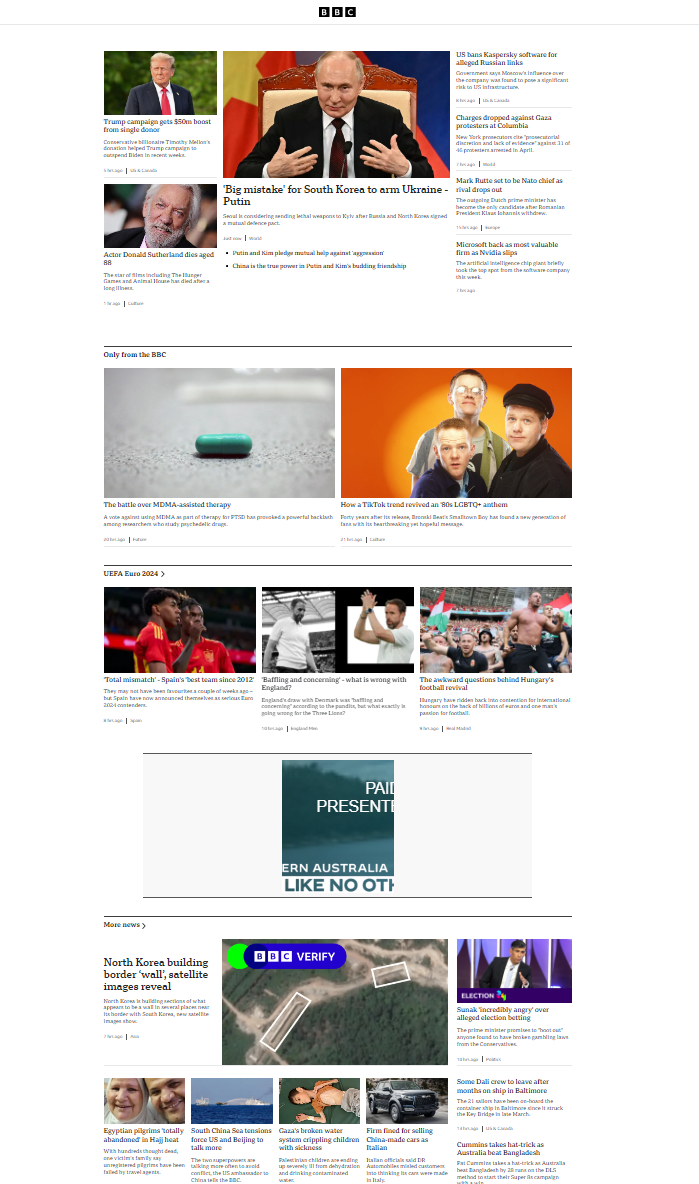 BBC
Trump campaign gets $50m boost
from single donor
Conservative billionaire Timothy Mellon's
donation helped Trump campaign to
outspend Biden in recent weeks.
5 hrs ago | US & Canada
Actor Donald Sutherland dies aged
88
The star of films including The Hunger
Games and Animal House has died after a
long illness.
1 hr ago | Culture
'Big mistake' for South Korea to arm Ukraine -
Putin
Seoul is considering sending lethal weapons to Kyiv after Russia and North Korea signed
a mutual defence pact.
Just now | World
Putin and Kim pledge mutual help against 'aggression'
China is the true power in Putin and Kim's budding friendship
US bans Kaspersky software for
alleged Russian links
Government says Moscow's influence over
the company was found to pose a significant
risk to US infrastructure.
6 hrs ago | US & Canada
Charges dropped against Gaza
protesters at Columbia
New York prosecutors cite "prosecutorial
discretion and lack of evidence" against 31 of
46 protesters arrested in April.
7 hrs ago | World
Mark Rutte set to be Nato chief as
rival drops out
The outgoing Dutch prime minister has
become the only candidate after Romanian
President Klaus Iohannis withdrew.
15 hrs ago | Europe
Microsoft back as most valuable
firm as Nvidia slips
The artificial intelligence chip giant briefly
took the top spot from the software company
this week.
7 hrs ago
Only from the BBC
The battle over MDMA-assisted therapy
A vote against using MDMA as part of therapy for PTSD has provoked a powerful backlash
among researchers who study psychedelic drugs.
20 hrs ago | Future
How a TikTok trend revived an '80s LGBTQ+ anthem
Forty years after its release, Bronski Beat's Smalltown Boy has found a new generation of
fans with its heartbreaking yet hopeful message.
21 hrs ago | Culture
UEFA Euro 2024 >
'Total mismatch' - Spain's 'best team since 2012'
They may not have been favourites a couple of weeks ago –
but Spain have now announced themselves as serious Euro
2024 contenders.
6 hrs ago | Spain
'Baffling and concerning' - what is wrong with
England?
England's draw with Denmark was "baffling and
concerning" according to the pundits, but what exactly is
going wrong for the Three Lions?
10 hrs ago | England Men
The awkward questions behind Hungary's
football revival
Hungary have ridden back into contention for international
honours on the back of billions of euros and one man's
passion for football.
9 hrs ago | Real Madrid
PAID
PRESENTE
ERN AUSTRALIA
LIKE NO OTH
More news >
North Korea building
border 'wall', satellite
images reveal
North Korea is building sections of what
appears to be a wall in several places near
its border with South Korea, new satellite
images show.
7 hrs ago | Asia
BBC VERIFY
ELECTION
Sunak 'incredibly angry' over
alleged election betting
The prime minister promises to "boot out"
anyone found to have broken gambling laws
from the Conservatives.
10 hrs ago | Politics
Egyptian pilgrims 'totally
abandoned' in Hajj heat
With hundreds thought dead,
one victim's family say
unregistered pilgrims have been
failed by travel agents.
South China Sea tensions
force US and Beijing to
talk more
The two superpowers are
talking more often to avoid
conflict, the US ambassador to
China tells the BBC.
Gaza's broken water
system crippling children
with sickness
Palestinian children are ending
up severely ill from dehydration
and drinking contaminated
water.
Firm fined for selling
China-made cars as
Italian
Italian officials said DR
Automobiles misled customers
into thinking its cars were made
in Italy.
Some Dali crew to leave after
months on ship in Baltimore
The 21 sailors have been on-board the
container ship in Baltimore since it struck
the Key Bridge in late March.
14 hrs ago | US & Canada
Cummins takes hat-trick as
Australia beat Bangladesh
Pat Cummins takes a hat-trick as Australia
beat Bangladesh by 28 runs on the DLS
method to start their Super 8s campaign
with a win.